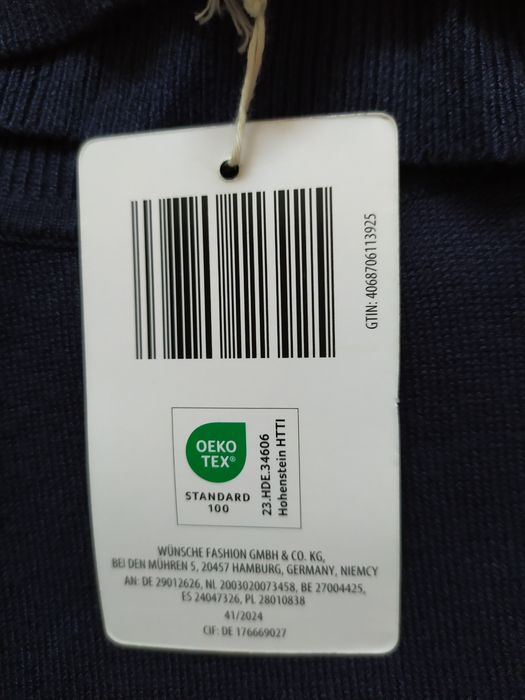 GTIN: 4068706113925
OEKO
TEX®
STANDARD
100
23.HDE.34606
Hohenstein HTTI
WÜNSCHE FASHION GMBH & CO. KG,
BEI DEN MÜHREN 5, 20457 HAMBURG, GERMANY, NIEMCY
AN: DE 29012626, NL 2003020073458, BE 27004425,
ES 24047326, PL 28010838
41/2024
CIF: DE 176669027